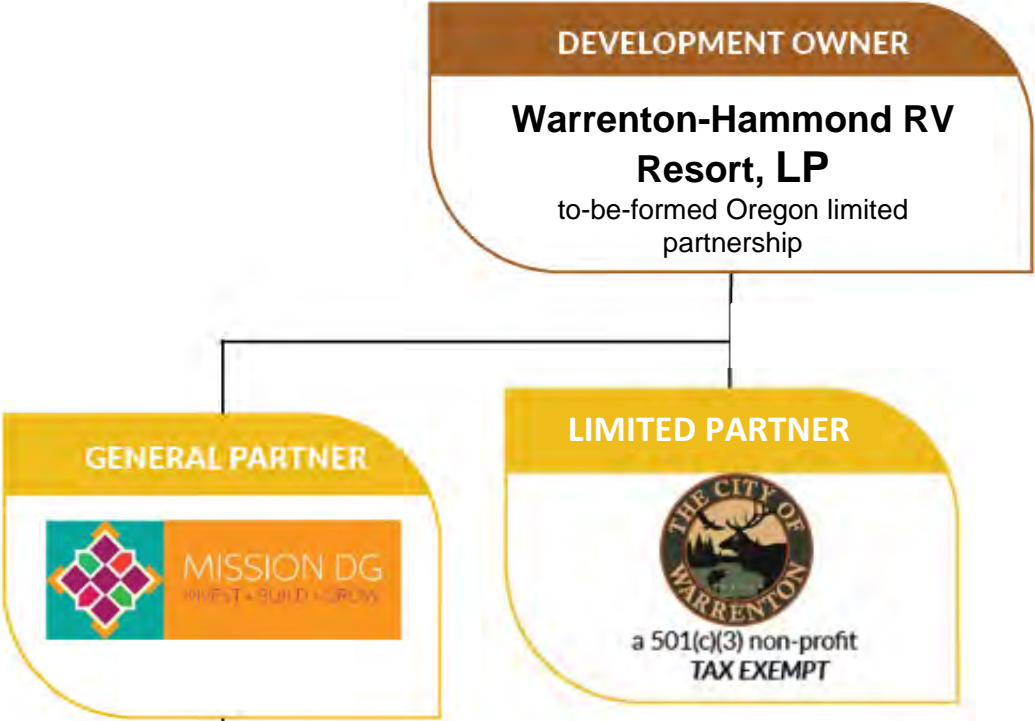 DEVELOPMENT OWNER
Warrenton-Hammond RV
Resort, LP
to-be-formed Oregon limited
partnership
GENERAL PARTNER
MISSION DG
INVEST • BUILD • GROW
LIMITED PARTNER
THE CITY OF
WARRENTON
a 501(c)(3) non-profit
TAX EXEMPT